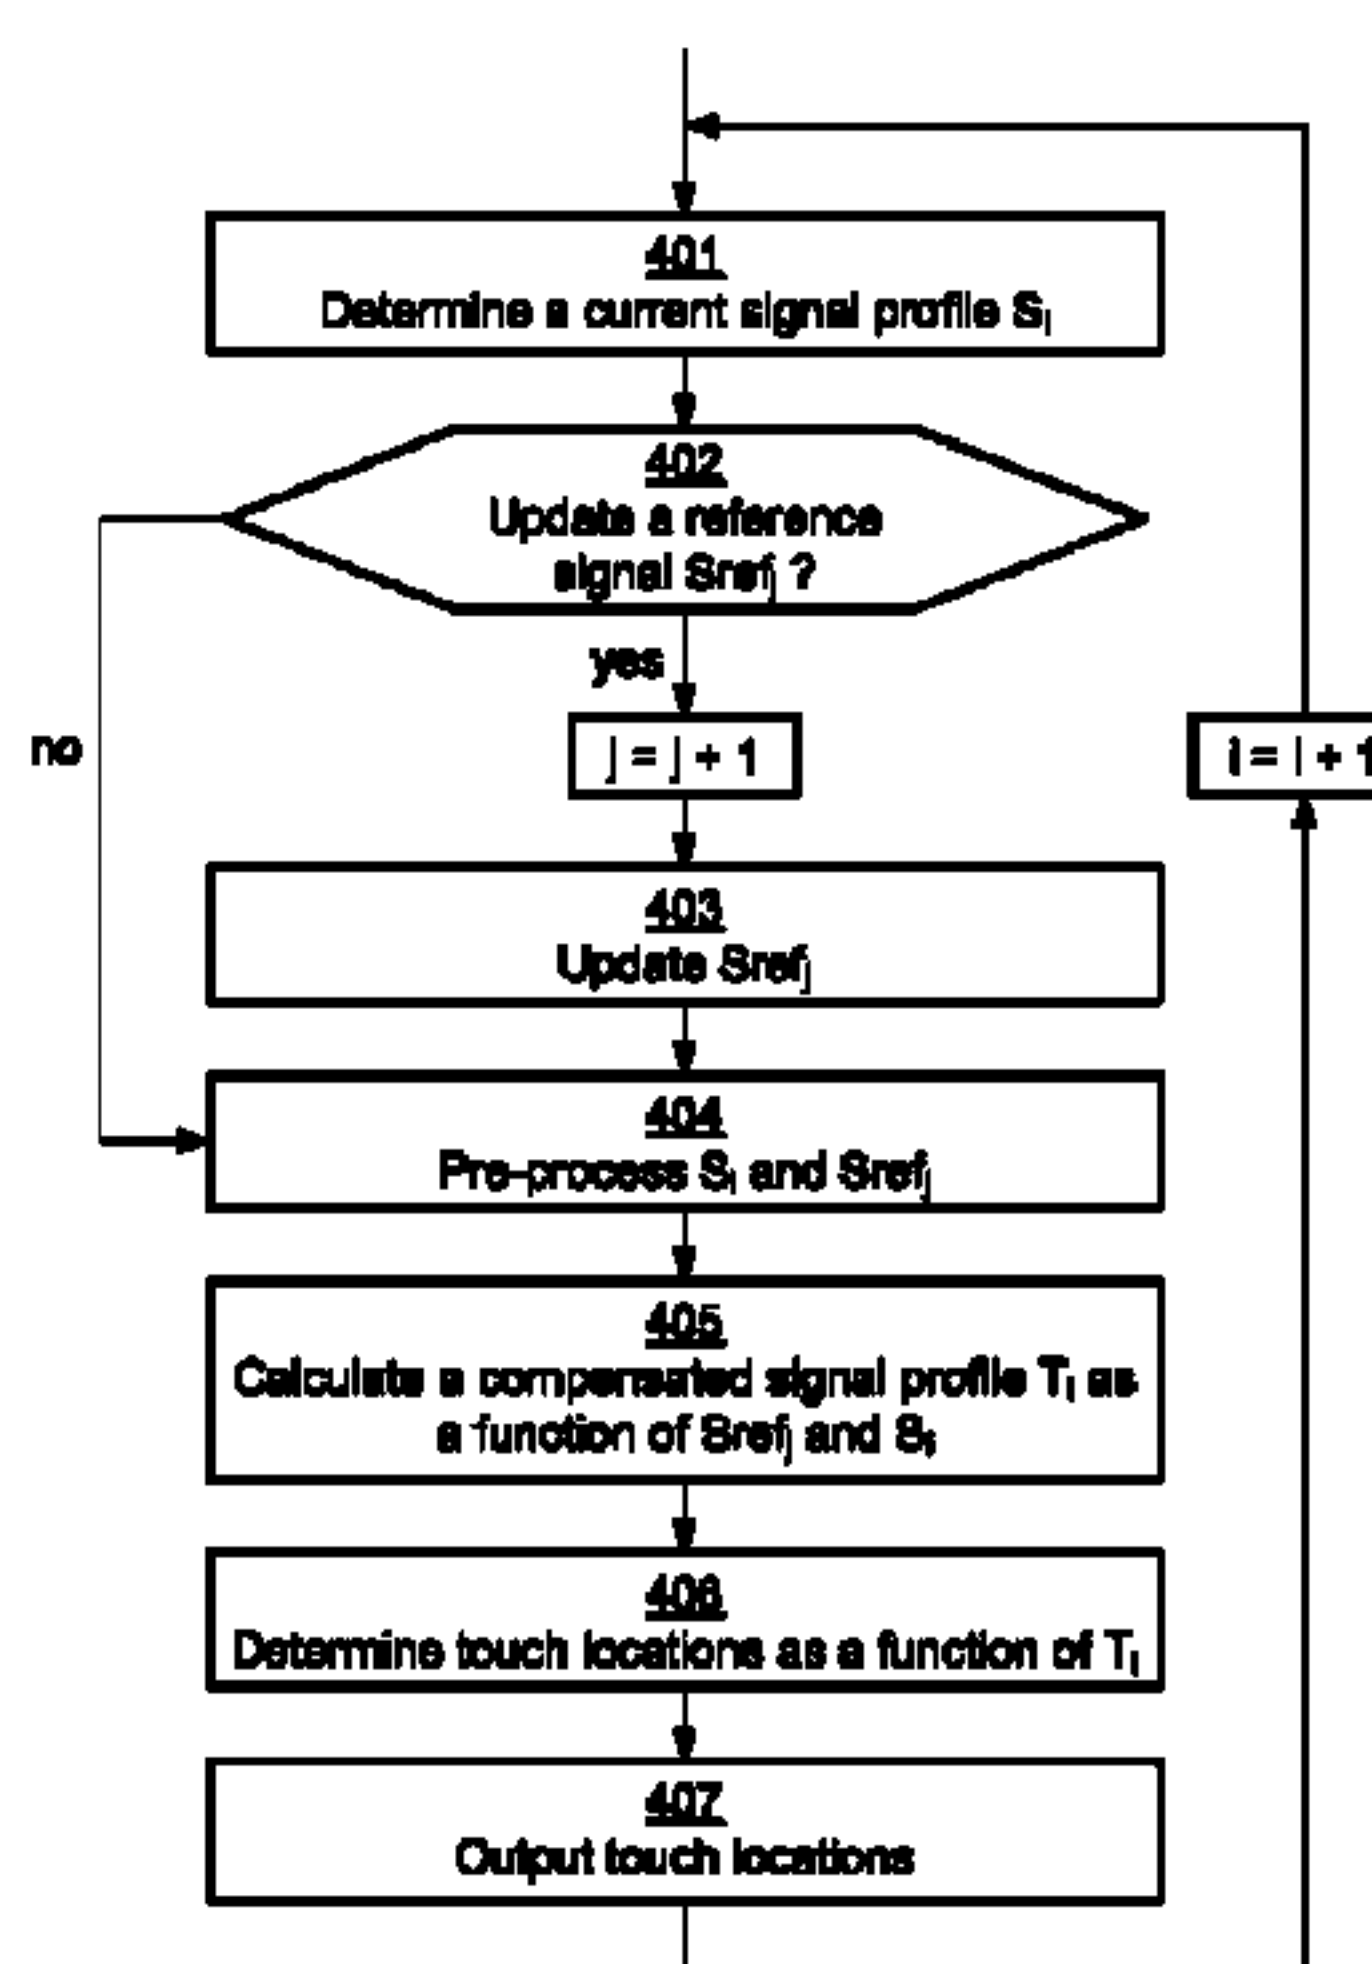 401
Determine a current signal profile Sᵢ
402
Update a reference
signal Srefⱼ ?
yes
no
j = j + 1
i = i + 1
403
Update Srefⱼ
404
Pre-process Sᵢ and Srefⱼ
405
Calculate a compensated signal profile Tᵢ as
a function of Srefⱼ and Sᵢ
406
Determine touch locations as a function of Tᵢ
407
Output touch locations